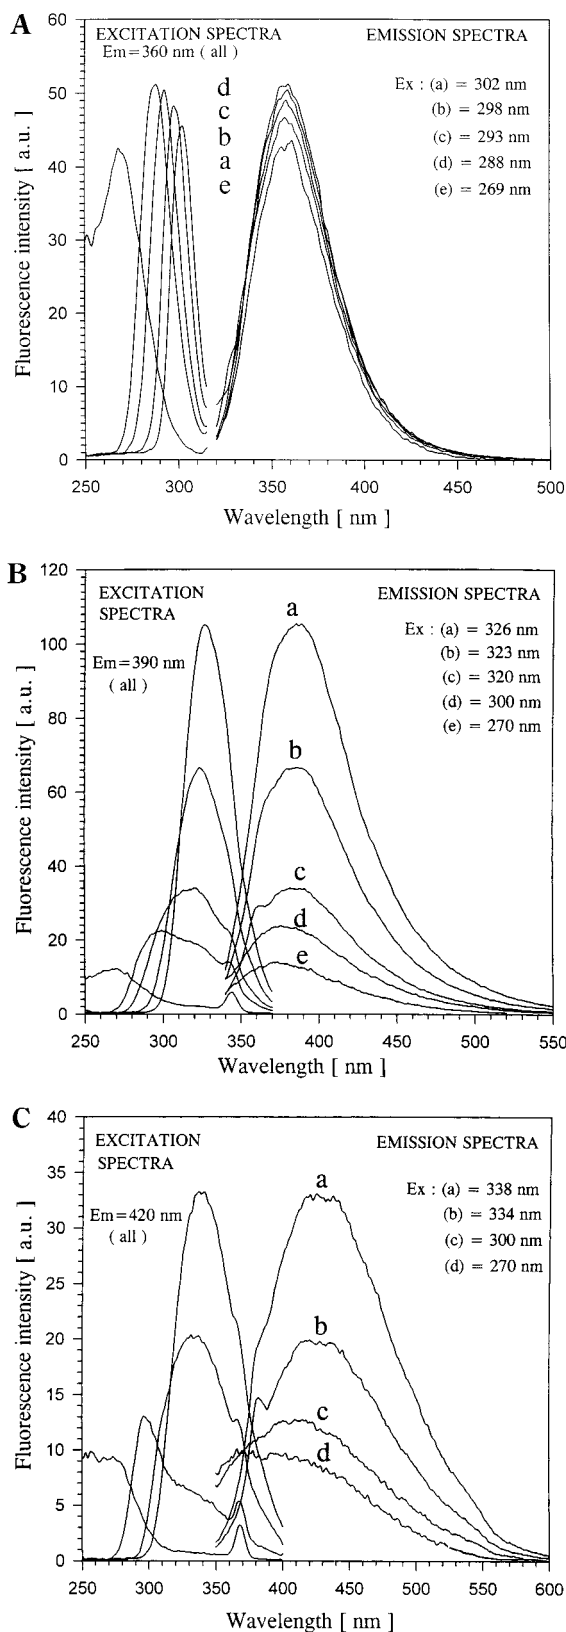 A
EXCITATION SPECTRA
Em=360 nm ( all )
EMISSION SPECTRA
Ex : (a) = 302 nm
(b) = 298 nm
(c) = 293 nm
(d) = 288 nm
(e) = 269 nm
d
c
b
a
e
60
50
40
30
20
10
0
Fluorescence intensity [ a.u. ]
250 300 350 400 450 500
Wavelength [ nm ]
B
EXCITATION
SPECTRA
Em=390 nm
( all )
EMISSION SPECTRA
Ex : (a) = 326 nm
(b) = 323 nm
(c) = 320 nm
(d) = 300 nm
(e) = 270 nm
a
b
c
d
e
120
100
80
60
40
20
0
Fluorescence intensity [ a.u. ]
250 300 350 400 450 500 550
Wavelength [ nm ]
C
EXCITATION
SPECTRA
Em=420 nm
( all )
EMISSION SPECTRA
Ex : (a) = 338 nm
(b) = 334 nm
(c) = 300 nm
(d) = 270 nm
a
b
c
d
40
35
30
25
20
15
10
5
0
Fluorescence intensity [ a.u. ]
250 300 350 400 450 500 550 600
Wavelength [ nm ]